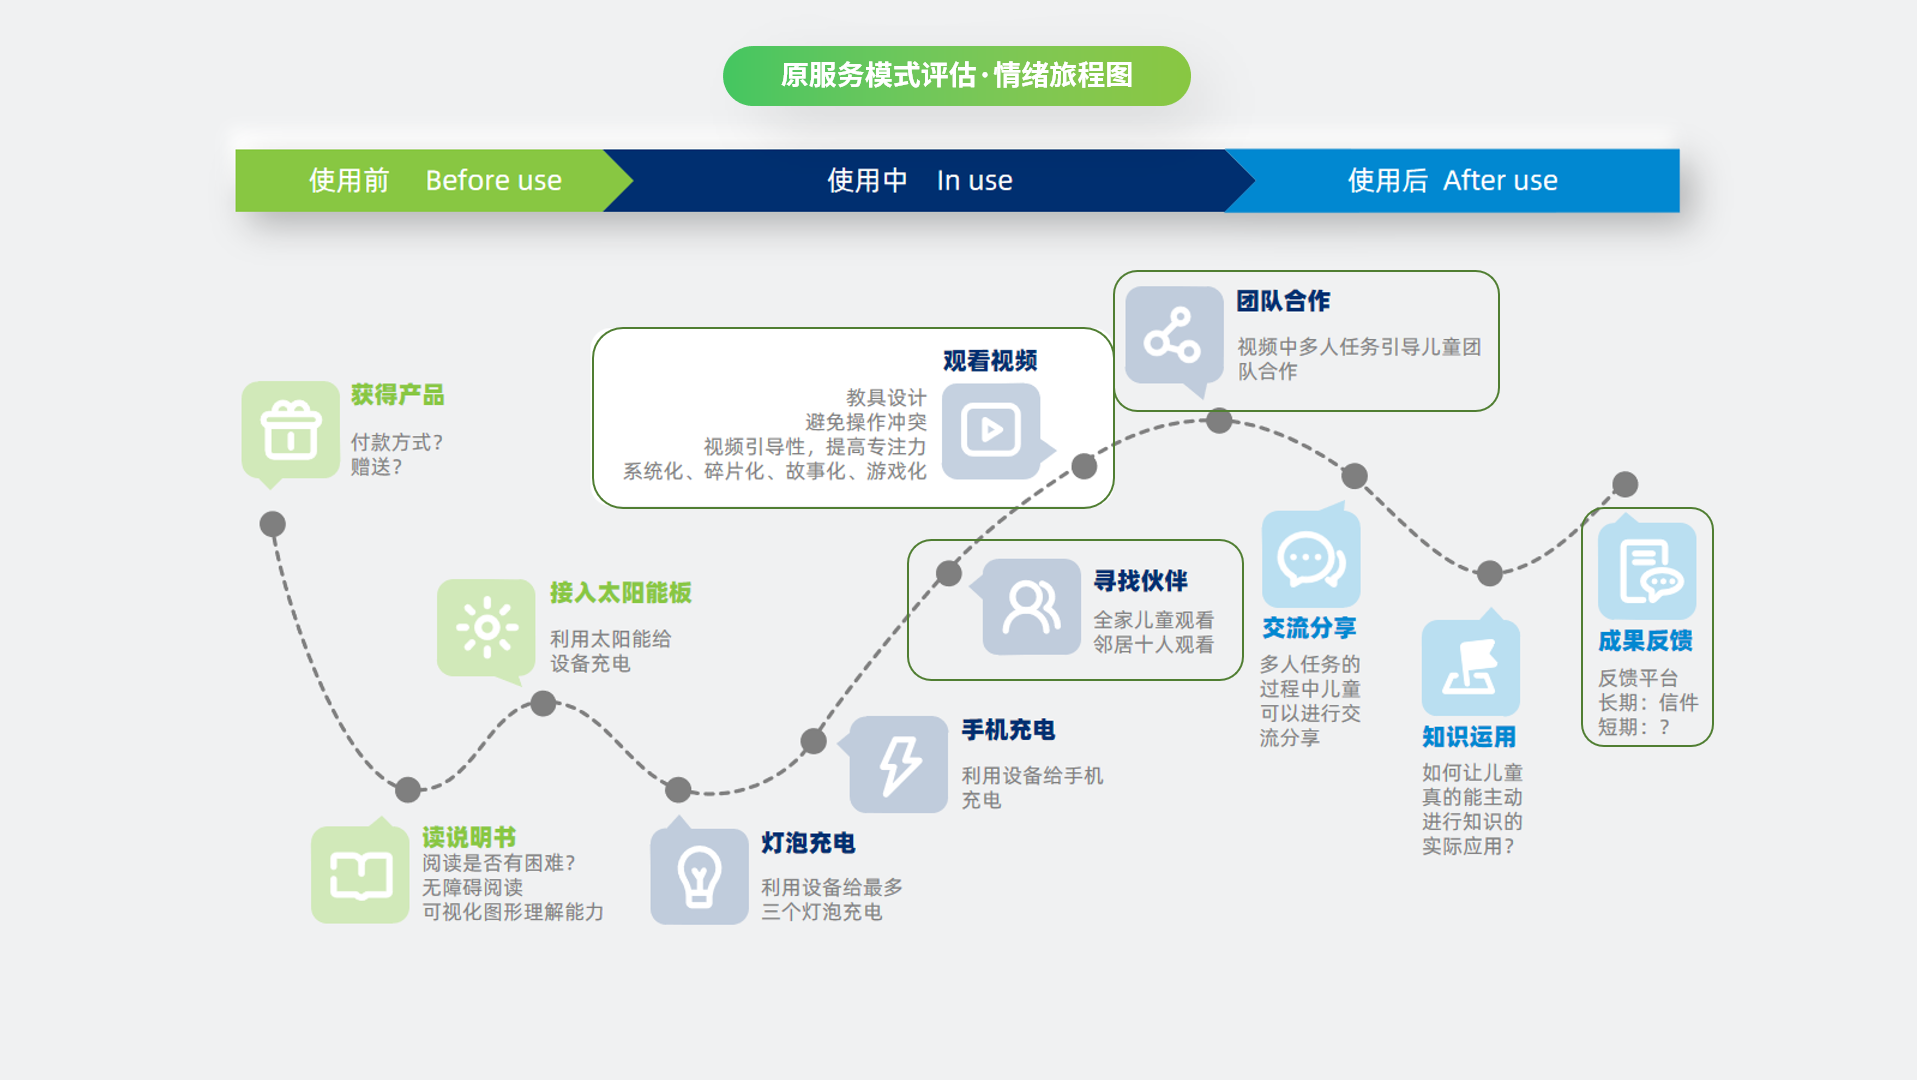 原服务模式评估·情绪旅程图
使用前 Before use
使用中 In use
使用后 After use
获得产品
付款方式？
赠送？
读说明书
阅读是否有困难？
无障碍阅读
可视化图形理解能力
接入太阳能板
利用太阳能给
设备充电
灯泡充电
利用设备给最多
三个灯泡充电
手机充电
利用设备给手机
充电
寻找伙伴
全家儿童观看
邻居十人观看
观看视频
教具设计
避免操作冲突
视频引导性，提高专注力
系统化、碎片化、故事化、游戏化
团队合作
视频中多人任务引导儿童团
队合作
交流分享
多人任务的
过程中儿童
可以进行交
流分享
知识运用
如何让儿童
真的能主动
进行知识的
实际应用？
成果反馈
反馈平台
长期：信件
短期：？